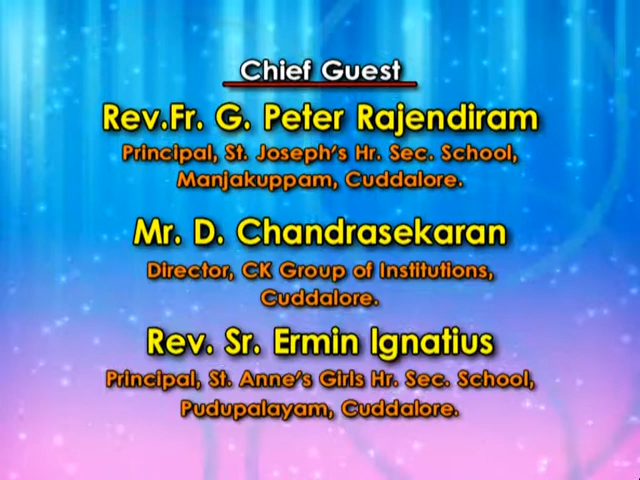 Chief Guest
Rev.Fr. G. Peter Rajendiram
Principal, St. Joseph's Hr. Sec. School,
Manjakuppam, Cuddalore.
Mr. D. Chandrasekaran
Director, CK Group of Institutions,
Cuddalore.
Rev. Sr. Ermin Ignatius
Principal, St. Anne's Girls Hr. Sec. School,
Pudupalayam, Cuddalore.